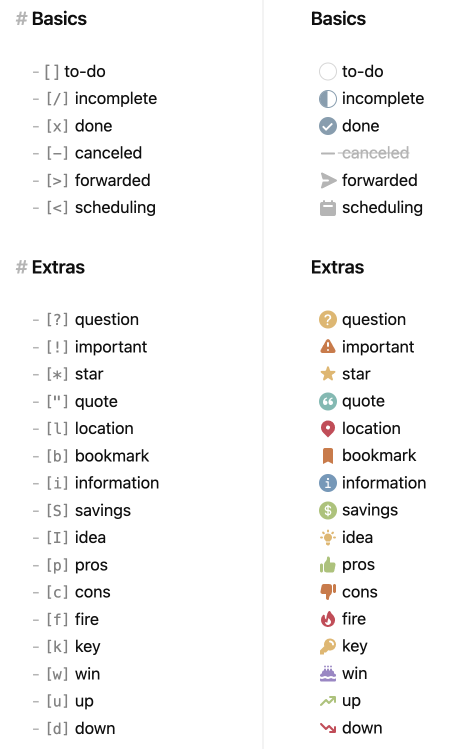 # Basics
- [ ] to-do
- [/] incomplete
- [x] done
- [-] canceled
- [>] forwarded
- [<] scheduling
# Extras
- [?] question
- [!] important
- [*] star
- ["] quote
- [l] location
- [b] bookmark
- [i] information
- [S] savings
- [I] idea
- [p] pros
- [c] cons
- [f] fire
- [k] key
- [w] win
- [u] up
- [d] down
Basics
to-do
incomplete
done
canceled
forwarded
scheduling
Extras
? question
! important
star
“ quote
location
bookmark
i information
$ savings
idea
pros
cons
fire
key
win
up
down